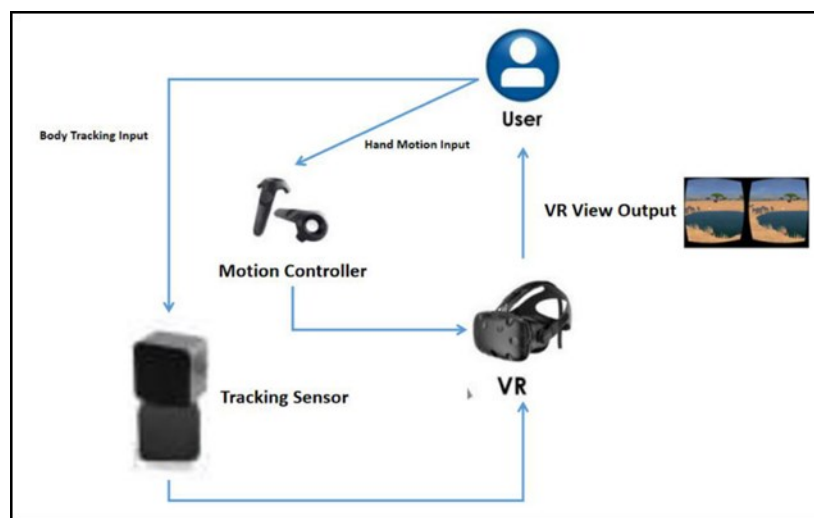 User
Body Tracking Input
Hand Motion Input
VR View Output
Motion Controller
VR
Tracking Sensor